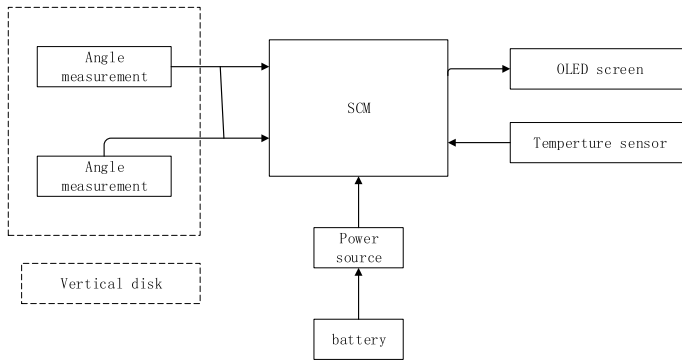 Angle
measurement
OLED screen
SCM
Temperture sensor
Angle
measurement
Power
source
Vertical disk
battery